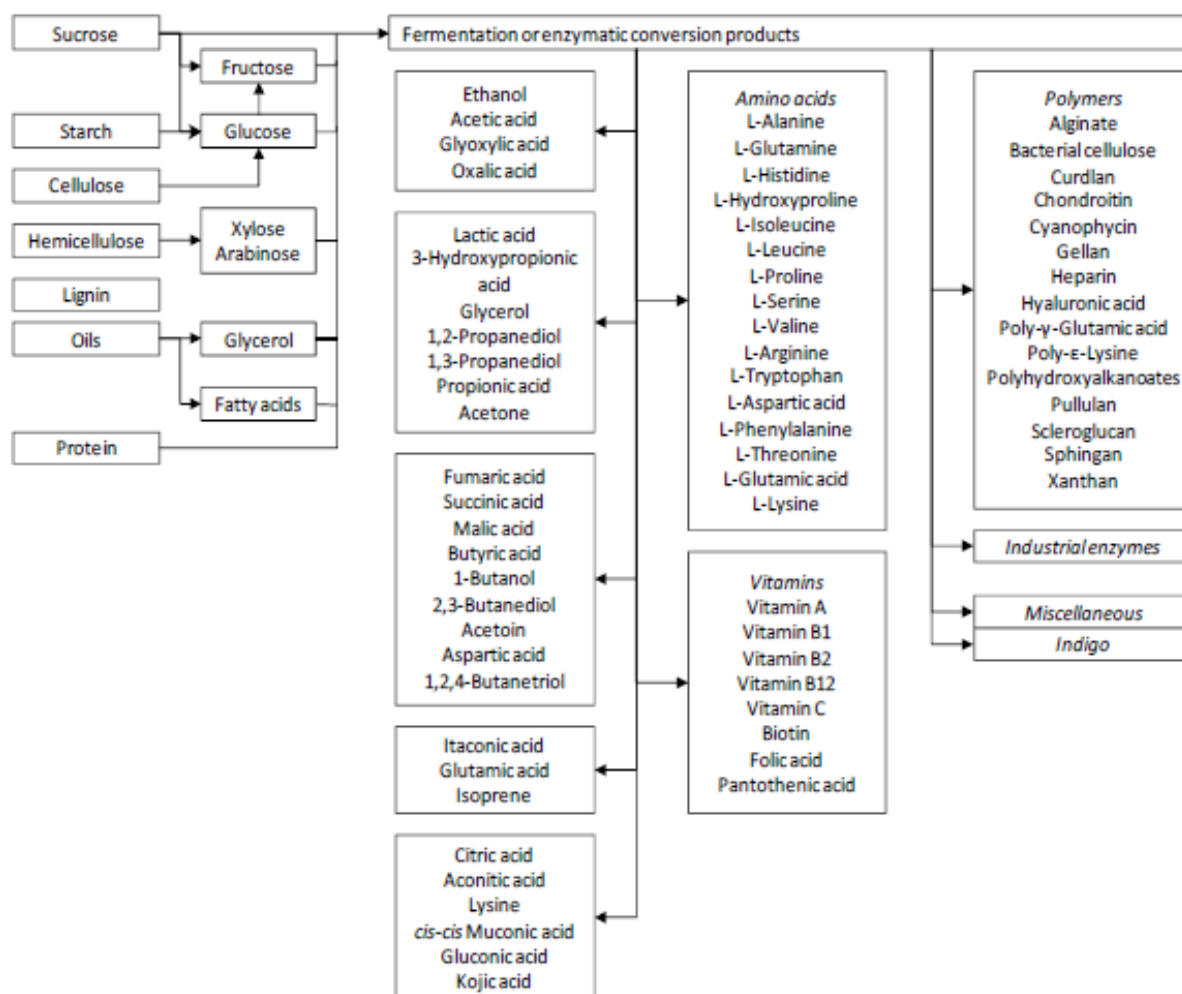 Sucrose
Fructose
Starch
Glucose
Cellulose
Hemicellulose
Xylose
Arabinose
Lignin
Oils
Glycerol
Fatty acids
Protein
Fermentation or enzymatic conversion products
Ethanol
Acetic acid
Glyoxylic acid
Oxalic acid
Lactic acid
3-Hydroxypropionic
acid
Glycerol
1,2-Propanediol
1,3-Propanediol
Propionic acid
Acetone
Fumaric acid
Succinic acid
Malic acid
Butyric acid
1-Butanol
2,3-Butanediol
Acetoin
Aspartic acid
1,2,4-Butanetriol
Itaconic acid
Glutamic acid
Isoprene
Citric acid
Aconitic acid
Lysine
cis-cis Muconic acid
Gluconic acid
Kojic acid
Amino acids
L-Alanine
L-Glutamine
L-Histidine
L-Hydroxyproline
L-Isoleucine
L-Leucine
L-Proline
L-Serine
L-Valine
L-Arginine
L-Tryptophan
L-Aspartic acid
L-Phenylalanine
L-Threonine
L-Glutamic acid
L-Lysine
Vitamins
Vitamin A
Vitamin B1
Vitamin B2
Vitamin B12
Vitamin C
Biotin
Folic acid
Pantothenic acid
Polymers
Alginate
Bacterial cellulose
Curdlan
Chondroitin
Cyanophycin
Gellan
Heparin
Hyaluronic acid
Poly-γ-Glutamic acid
Poly-ε-Lysine
Polyhydroxyalkanoates
Pullulan
Scleroglucan
Sphingan
Xanthan
Industrial enzymes
Miscellaneous
Indigo